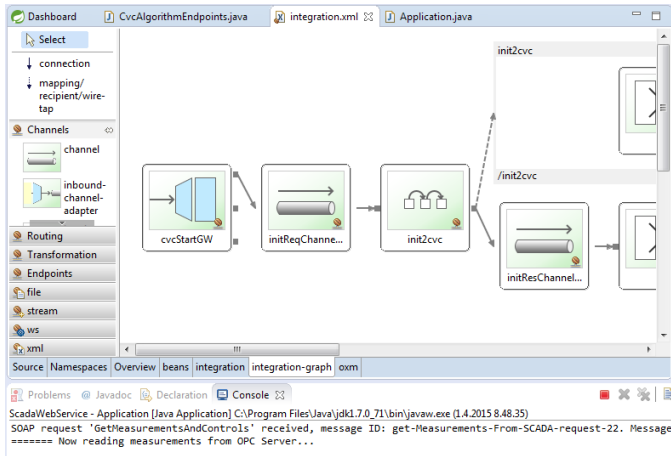 Dashboard CvcAlgorithmEndpoints.java integration.xml Application.java
Select
connection
mapping/
recipient/wire-
tap
Channels
channel
inbound-
channel-
adapter
Routing
Transformation
Endpoints
file
stream
ws
xml
init2cvc
/init2cvc
cvcStartGW
initReqChanne...
init2cvc
initResChannel...
Source Namespaces Overview beans integration integration-graph oxm
Problems @ Javadoc Declaration Console
ScadaWebService - Application [Java Application] C:\Program Files\Java\jdk1.7.0_71\bin\javaw.exe (1.4.2015 8.48.35)
SOAP request 'GetMeasurementsAndControls' received, message ID: get-Measurements-From-SCADA-request-22. Message
======= Now reading measurements from OPC Server...